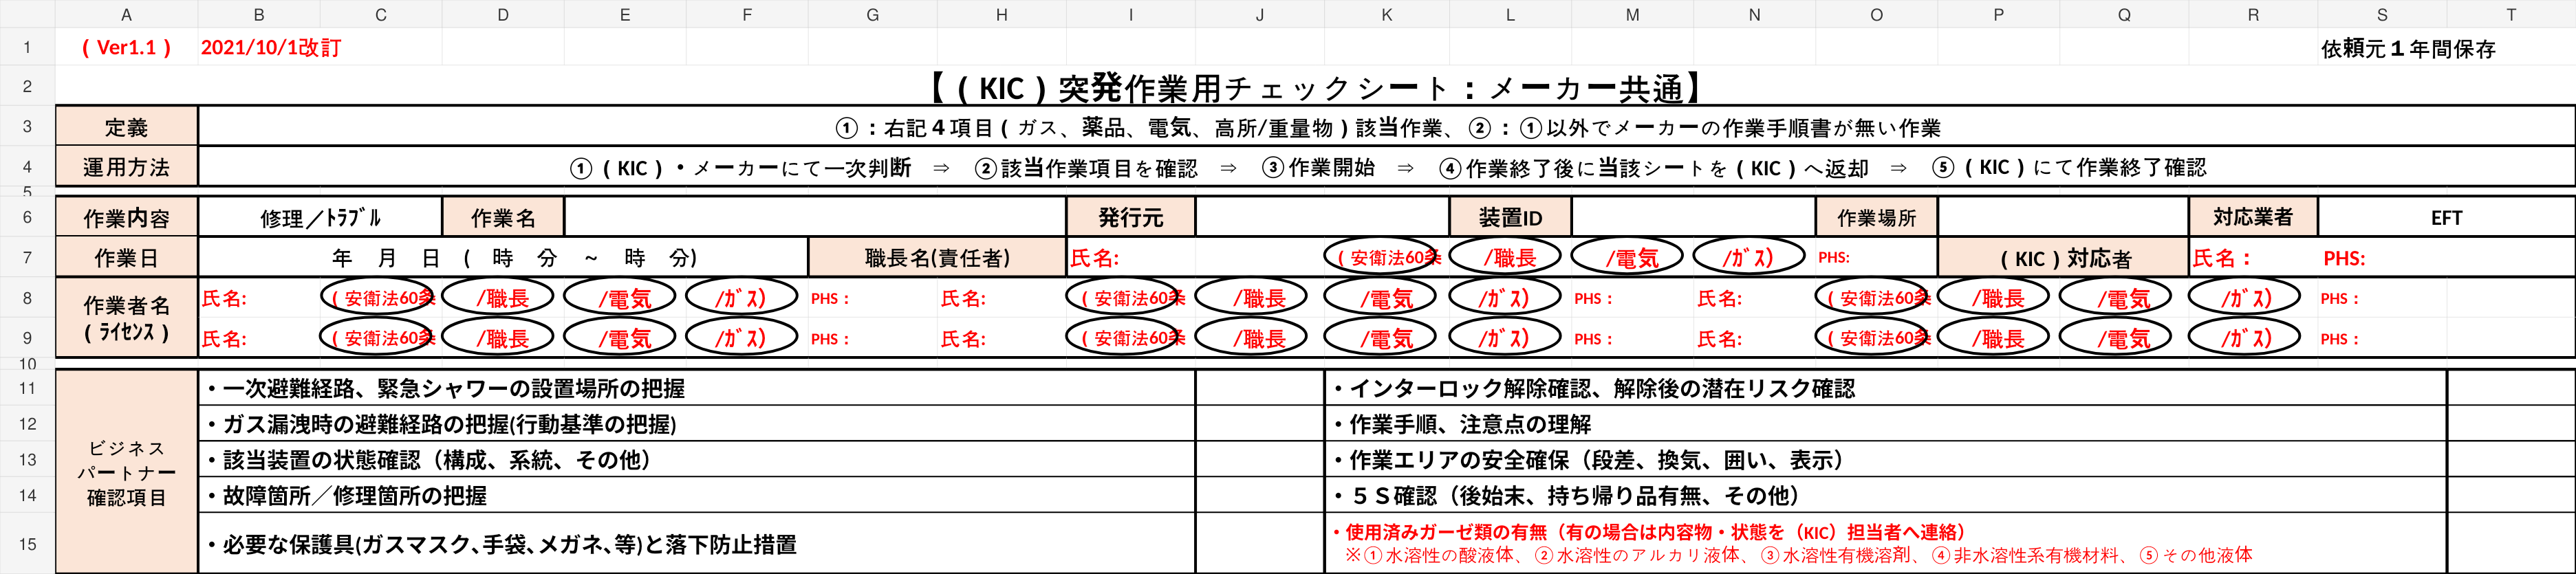 A B C D E F G H I J K L M N O P Q R S T
1 ( Ver1.1 ) 2021/10/1改訂 依頼元１年間保存
2 【 ( KIC ) 突発作業用チェックシート：メーカー共通】
3 定義 ①：右記４項目 ( ガス、薬品、電気、高所/重量物 ) 該当作業、②：①以外でメーカーの作業手順書が無い作業
4 運用方法 ① ( KIC ) ・メーカーにて一次判断 ⇒ ②該当作業項目を確認 ⇒ ③作業開始 ⇒ ④作業終了後に当該シートを ( KIC ) へ返却 ⇒ ⑤ ( KIC ) にて作業終了確認
5
6 作業内容 修理／ﾄﾗﾌﾞﾙ 作業名 発行元 装置ID 作業場所 対応業者 EFT
7 作業日 年 月 日 ( 時 分 ~ 時 分) 職長名(責任者) 氏名: ( 安衛法60条 /職長 /電気 /ｶﾞｽ) PHS: ( KIC ) 対応者 氏名： PHS:
作業者名
( ﾗｲｾﾝｽ )
8 氏名: ( 安衛法60条 /職長 /電気 /ｶﾞｽ) PHS： 氏名: ( 安衛法60条 /職長 /電気 /ｶﾞｽ) PHS： 氏名: ( 安衛法60条 /職長 /電気 /ｶﾞｽ) PHS：
9 氏名: ( 安衛法60条 /職長 /電気 /ｶﾞｽ) PHS： 氏名: ( 安衛法60条 /職長 /電気 /ｶﾞｽ) PHS： 氏名: ( 安衛法60条 /職長 /電気 /ｶﾞｽ) PHS：
10
ビジネス
パートナー
確認項目
11 ・一次避難経路、緊急シャワーの設置場所の把握 ・インターロック解除確認、解除後の潜在リスク確認
12 ・ガス漏洩時の避難経路の把握(行動基準の把握) ・作業手順、注意点の理解
13 ・該当装置の状態確認（構成、系統、その他） ・作業エリアの安全確保（段差、換気、囲い、表示）
14 ・故障箇所／修理箇所の把握 ・５Ｓ確認（後始末、持ち帰り品有無、その他）
15 ・必要な保護具(ガスマスク､手袋､メガネ､等)と落下防止措置 ・使用済みガーゼ類の有無（有の場合は内容物・状態を（KIC）担当者へ連絡）
※①水溶性の酸液体、②水溶性のアルカリ液体、③水溶性有機溶剤、④非水溶性系有機材料、⑤その他液体